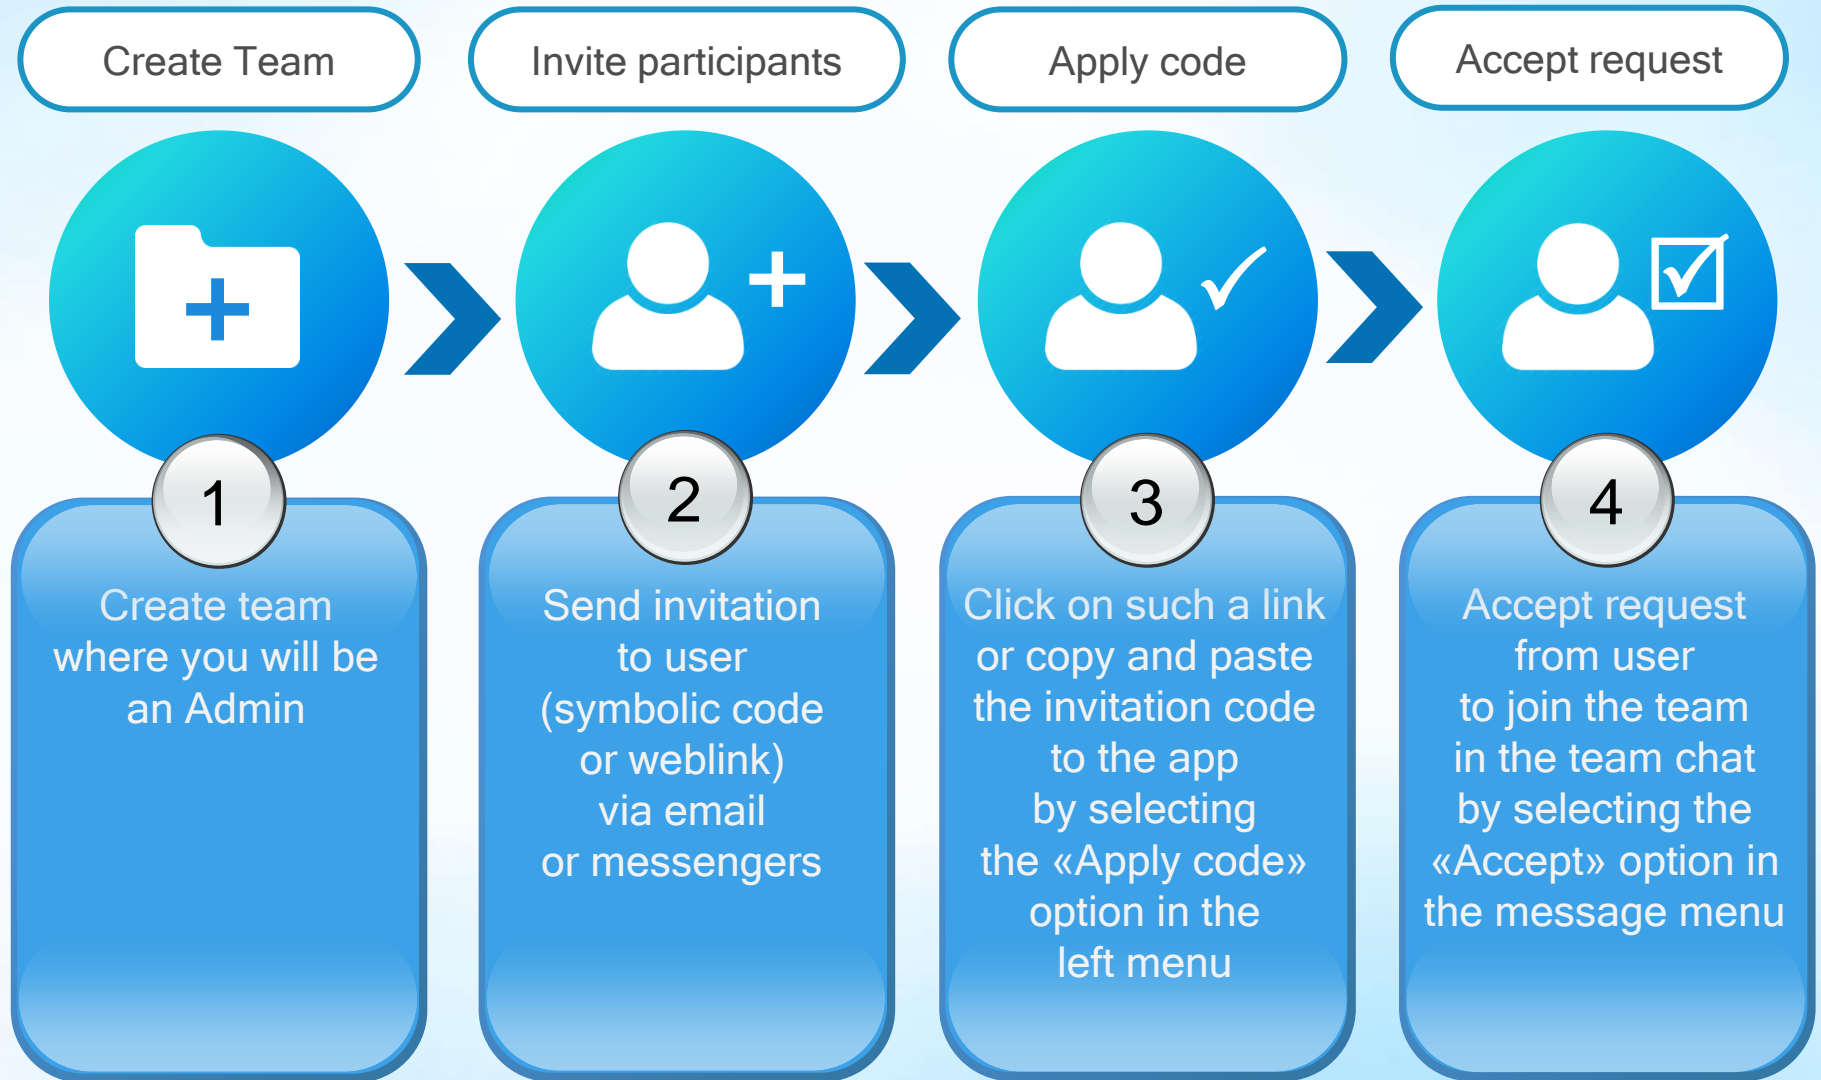 Create Team
Invite participants
Apply code
Accept request
1
Create team
where you will be
an Admin
2
Send invitation
to user
(symbolic code
or weblink)
via email
or messengers
3
Click on such a link
or copy and paste
the invitation code
to the app
by selecting
the «Apply code»
option in the
left menu
4
Accept request
from user
to join the team
in the team chat
by selecting the
«Accept» option in
the message menu